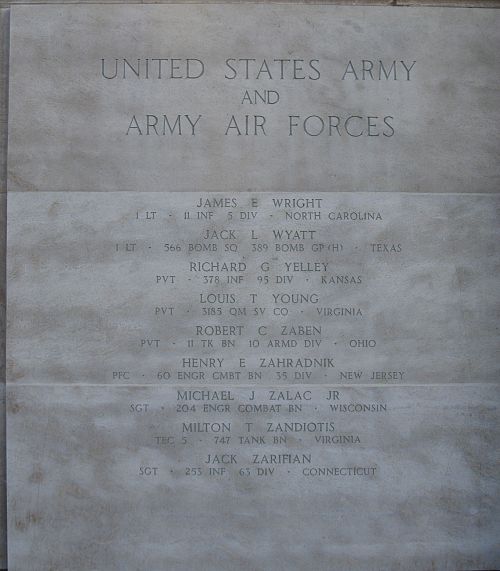 UNITED STATES ARMY
AND
ARMY AIR FORCES
JAMES E WRIGHT
1 LT · 11 INF 5 DIV · NORTH CAROLINA
JACK L WYATT
1 LT · 566 BOMB SQ 389 BOMB GP (H) · TEXAS
RICHARD G YELLEY
PVT · 378 INF 95 DIV · KANSAS
LOUIS T YOUNG
PVT · 3185 QM SV CO · VIRGINIA
ROBERT C ZABEN
PVT · 11 TK BN 10 ARMD DIV · OHIO
HENRY E ZAHRADNIK
PFC · 60 ENGR CMBT BN 35 DIV · NEW JERSEY
MICHAEL J ZALAC JR
SGT · 204 ENGR COMBAT BN · WISCONSIN
MILTON T ZANDIOTIS
TEC 5 · 747 TANK BN · VIRGINIA
JACK ZARIFIAN
SGT · 253 INF 63 DIV · CONNECTICUT